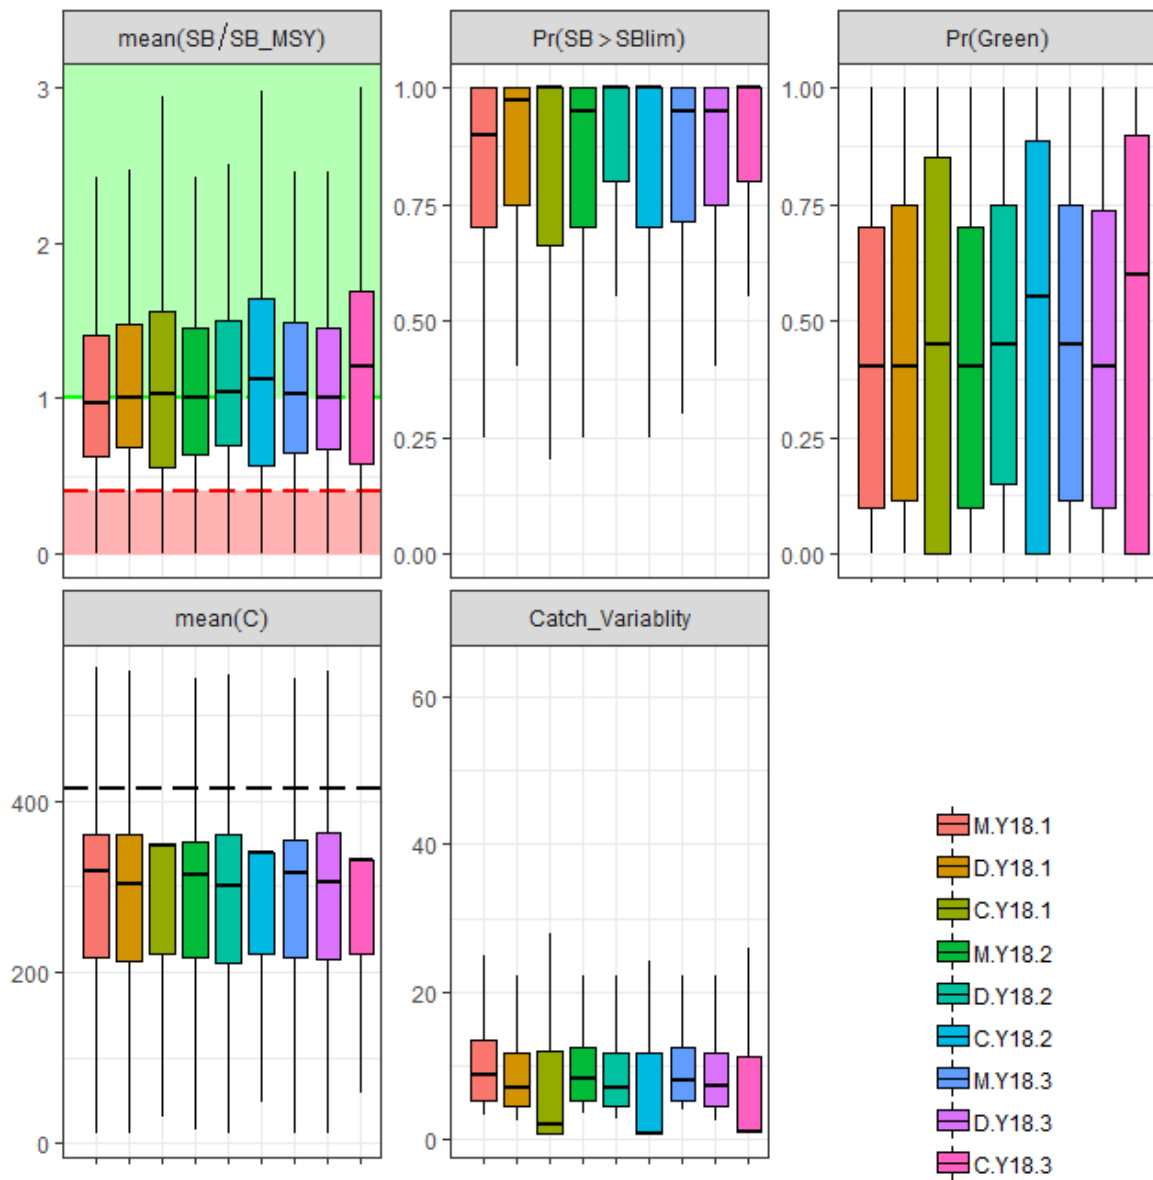 mean(SB/SB_MSY)
Pr(SB>SBlim)
Pr(Green)
3
2
1
0
1.00
0.75
0.50
0.25
0.00
1.00
0.75
0.50
0.25
0.00
mean(C)
Catch_Variablity
400
200
0
60
40
20
0
M.Y18.1
D.Y18.1
C.Y18.1
M.Y18.2
D.Y18.2
C.Y18.2
M.Y18.3
D.Y18.3
C.Y18.3